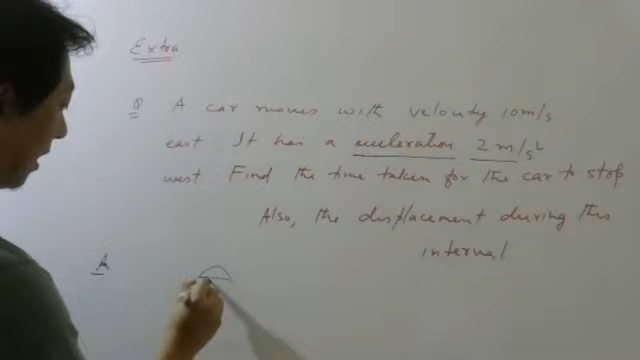 Extra
Q A car moves with velocity 10 m/s
east It has a acceleration 2 m/s²
west Find the time taken for the car to stop
Also, the displacement during this
interval
A